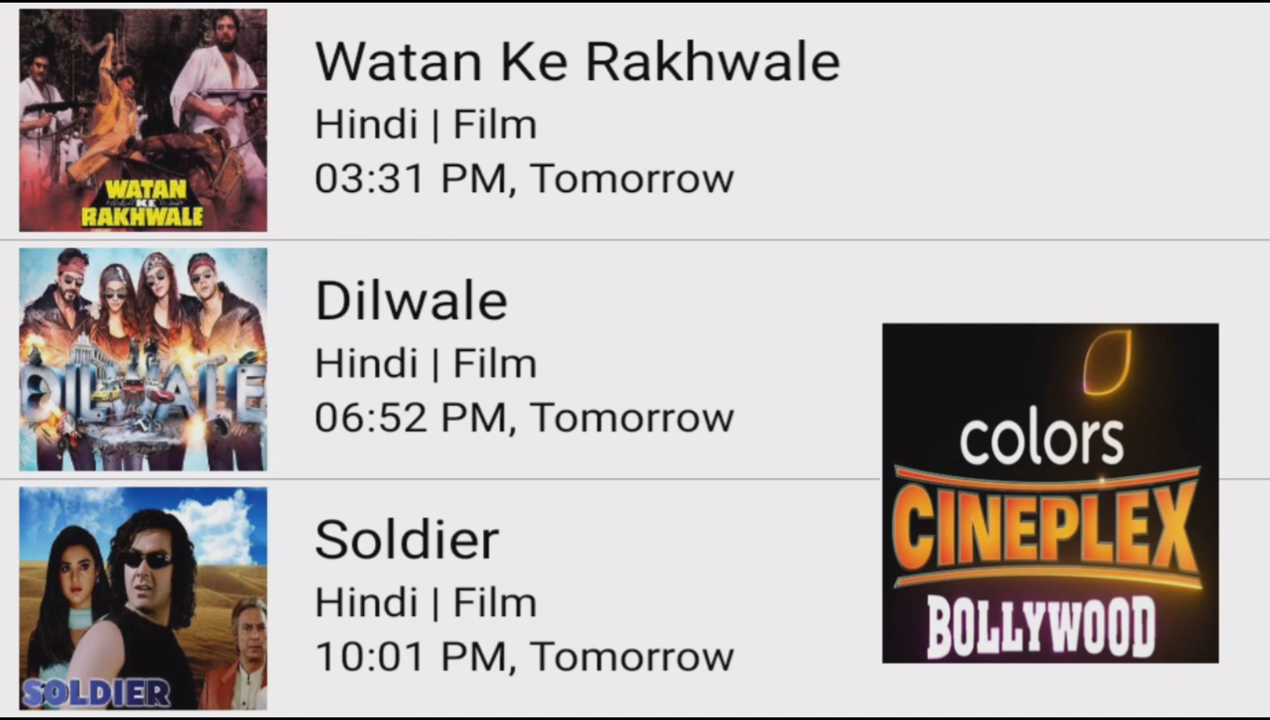 WATAN
KE
RAKHWALE
Watan Ke Rakhwale
Hindi | Film
03:31 PM, Tomorrow
DILWALE
Dilwale
Hindi | Film
06:52 PM, Tomorrow
SOLDIER
Soldier
Hindi | Film
10:01 PM, Tomorrow
colors
CINEPLEX
BOLLYWOOD